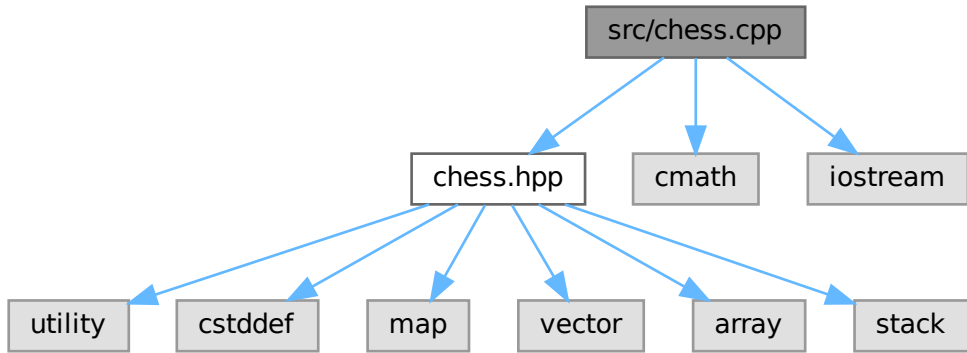 src/chess.cpp
chess.hpp
cmath
iostream
utility
cstddef
map
vector
array
stack